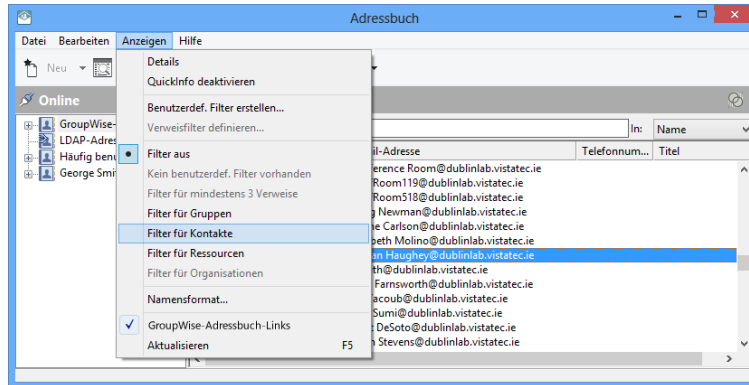 Adressbuch
Datei Bearbeiten Anzeigen Hilfe
Neu
Online
GroupWise-
LDAP-Adres
Häufig benu
George Smi
Details
QuickInfo deaktivieren
Benutzerdef. Filter erstellen...
Verweisfilter definieren...
Filter aus
Kein benutzerdef. Filter vorhanden
Filter für mindestens 3 Verweise
Filter für Gruppen
Filter für Kontakte
Filter für Ressourcen
Filter für Organisationen
Namensformat...
GroupWise-Adressbuch-Links
Aktualisieren F5
In: Name
il-Adresse Telefonnum... Titel
erence Room@dublinlab.vistatec.ie
Room119@dublinlab.vistatec.ie
Room518@dublinlab.vistatec.ie
g Newman@dublinlab.vistatec.ie
ne Carlson@dublinlab.vistatec.ie
beth Molino@dublinlab.vistatec.ie
an Haughey@dublinlab.vistatec.ie
th@dublinlab.vistatec.ie
Farnsworth@dublinlab.vistatec.ie
acoub@dublinlab.vistatec.ie
Sumi@dublinlab.vistatec.ie
DeSoto@dublinlab.vistatec.ie
Stevens@dublinlab.vistatec.ie